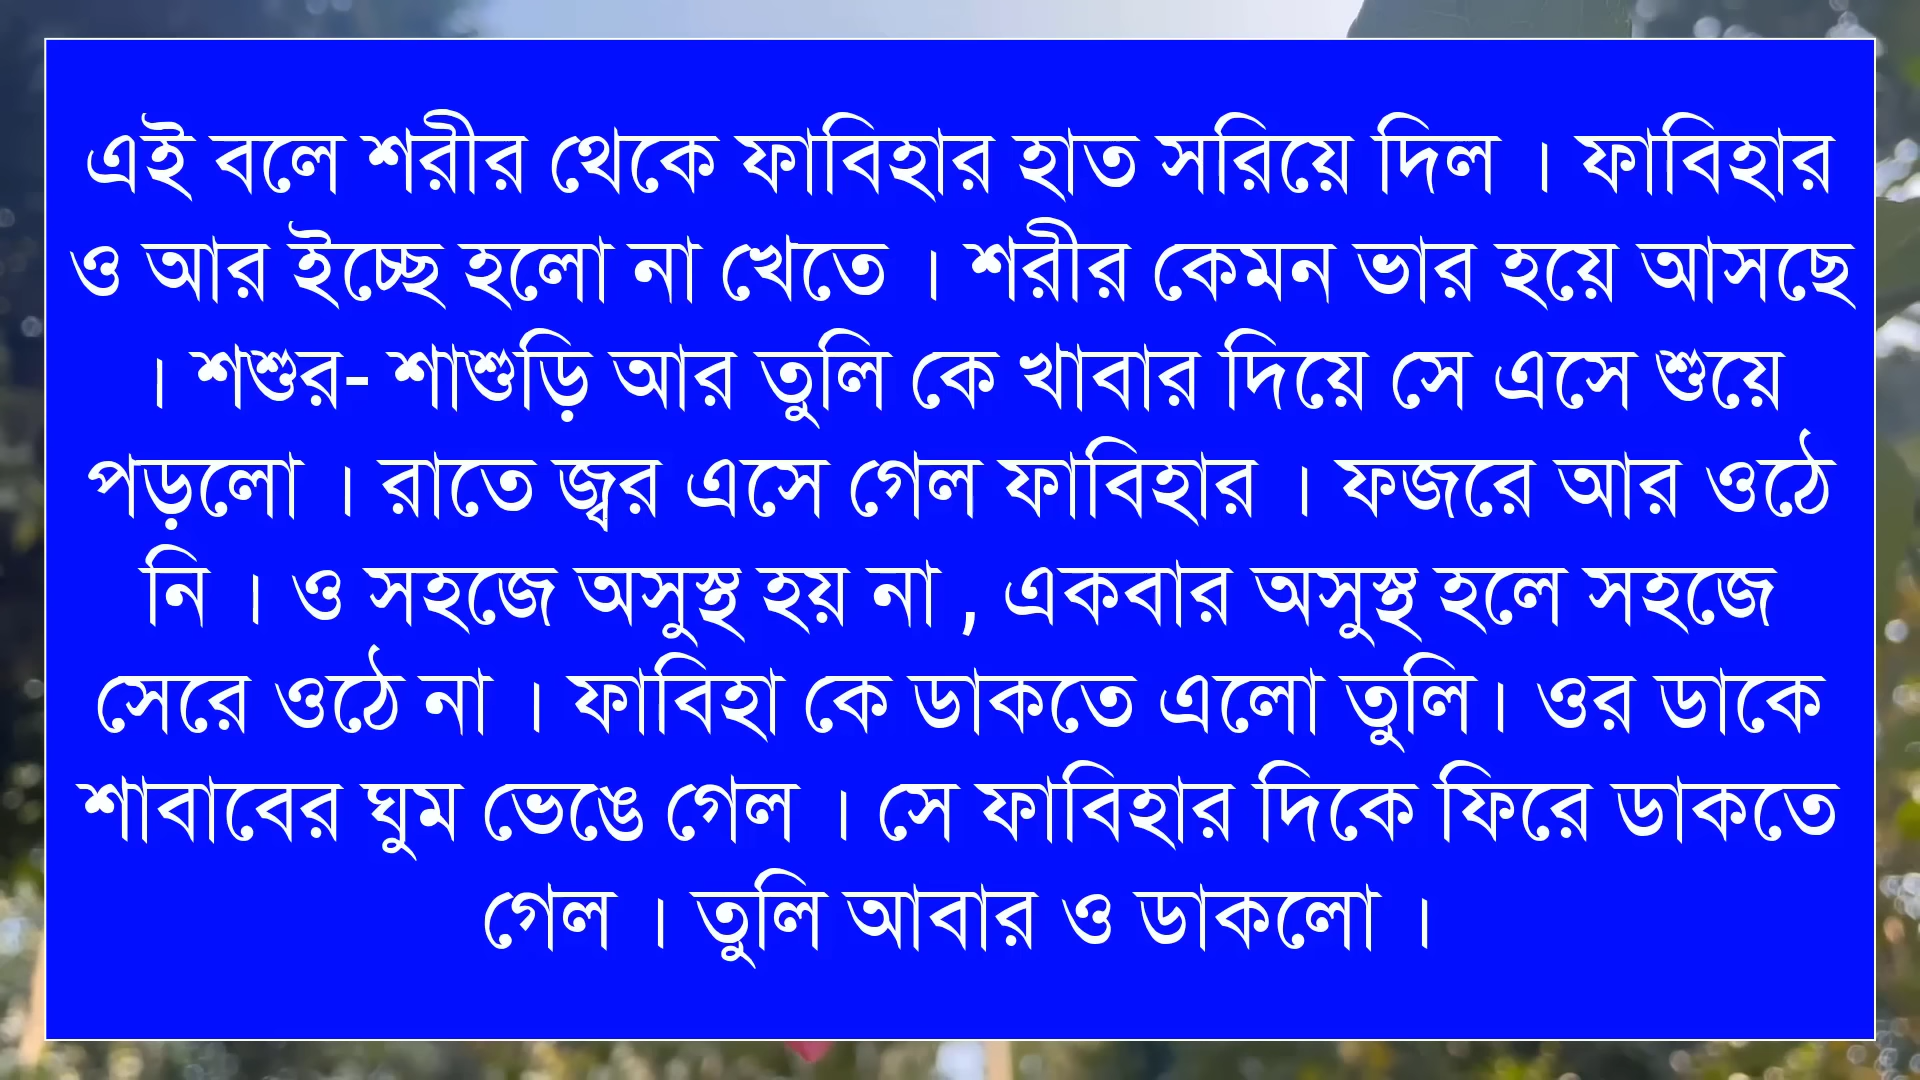 এই বলে শরীর থেকে ফাবিহার হাত সরিয়ে দিল । ফাবিহার
ও আর ইচ্ছে হলো না খেতে । শরীর কেমন ভার হয়ে আসছে
। শশুর- শাশুড়ি আর তুলি কে খাবার দিয়ে সে এসে শুয়ে
পড়লো । রাতে জ্বর এসে গেল ফাবিহার । ফজরে আর ওঠে
নি । ও সহজে অসুস্থ হয় না , একবার অসুস্থ হলে সহজে
সেরে ওঠে না । ফাবিহা কে ডাকতে এলো তুলি। ওর ডাকে
শাবাবের ঘুম ভেঙে গেল । সে ফাবিহার দিকে ফিরে ডাকতে
গেল । তুলি আবার ও ডাকলো ।